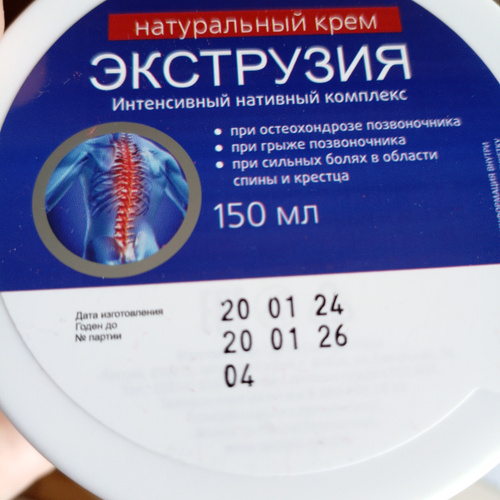 натуральный крем
ЭКСТРУЗИЯ
Интенсивный нативный комплекс
• при остеохондрозе позвоночника
• при грыже позвоночника
• при сильных болях в области
спины и крестца
150 мл
Дата изготовления
Годен до
№ партии
20 01 24
20 01 26
04